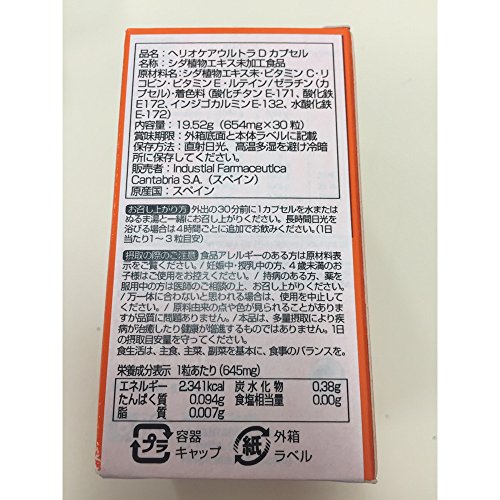 品名:ヘリオケアウルトラD カプセル
名称:シダ植物エキス末加工食品
原材料名:シダ植物エキス末・ビタミンC・リ
コピン・ビタミンE・ルテイン/ゼラチン(カ
プセル)・着色料(酸化チタン E-171、酸化鉄
E172、インジゴカルミンE-132、水酸化鉄
E-172)
内容量:19.52g (654mg×30 粒)
賞味期限:外箱底面と本体ラベルに記載
保存方法:直射日光、高温多湿を避け冷暗
所に保存してください。
販売者:Industial Farmaceutica
Cantabria S.A. (スペイン)
原産国:スペイン
お召し上がり方 外出の30分前に1カプセルを水または
ぬるま湯と一緒にお召し上がりください。長時間日光を
浴びる場合は4時間ごとに追加でお飲みください。(1日
当たり1~3粒目安)
摂取の際のご注意 食品アレルギーのある方は原材料表
示をご覧ください。/ 妊娠中・授乳中の方、4歳未満のお
子様はご使用をお控えください。 / 持病のある方、薬を
服用中の方は医師のご相談の上、お召し上がりください。
/ 万一体に合わないと思われる場合は、使用を中止して
ください。/ 原料由来の点や色が見られることがありま
すが品質に問題ありません。/ 本品は、多量摂取により疾
病が治癒したり健康が増進するものではありません。1日
の摂取目安量を守ってください。
食生活は、主食、主菜、副菜を基本に、食事のバランスを。
栄養成分表示 1粒あたり(645mg)
エネルギー 2.341kcal 炭水化物 0.38g
たんぱく質 0.094g 食塩相当量 0.00g
脂質 0.007g
プラ 容器 キャップ 紙 外箱 ラベル